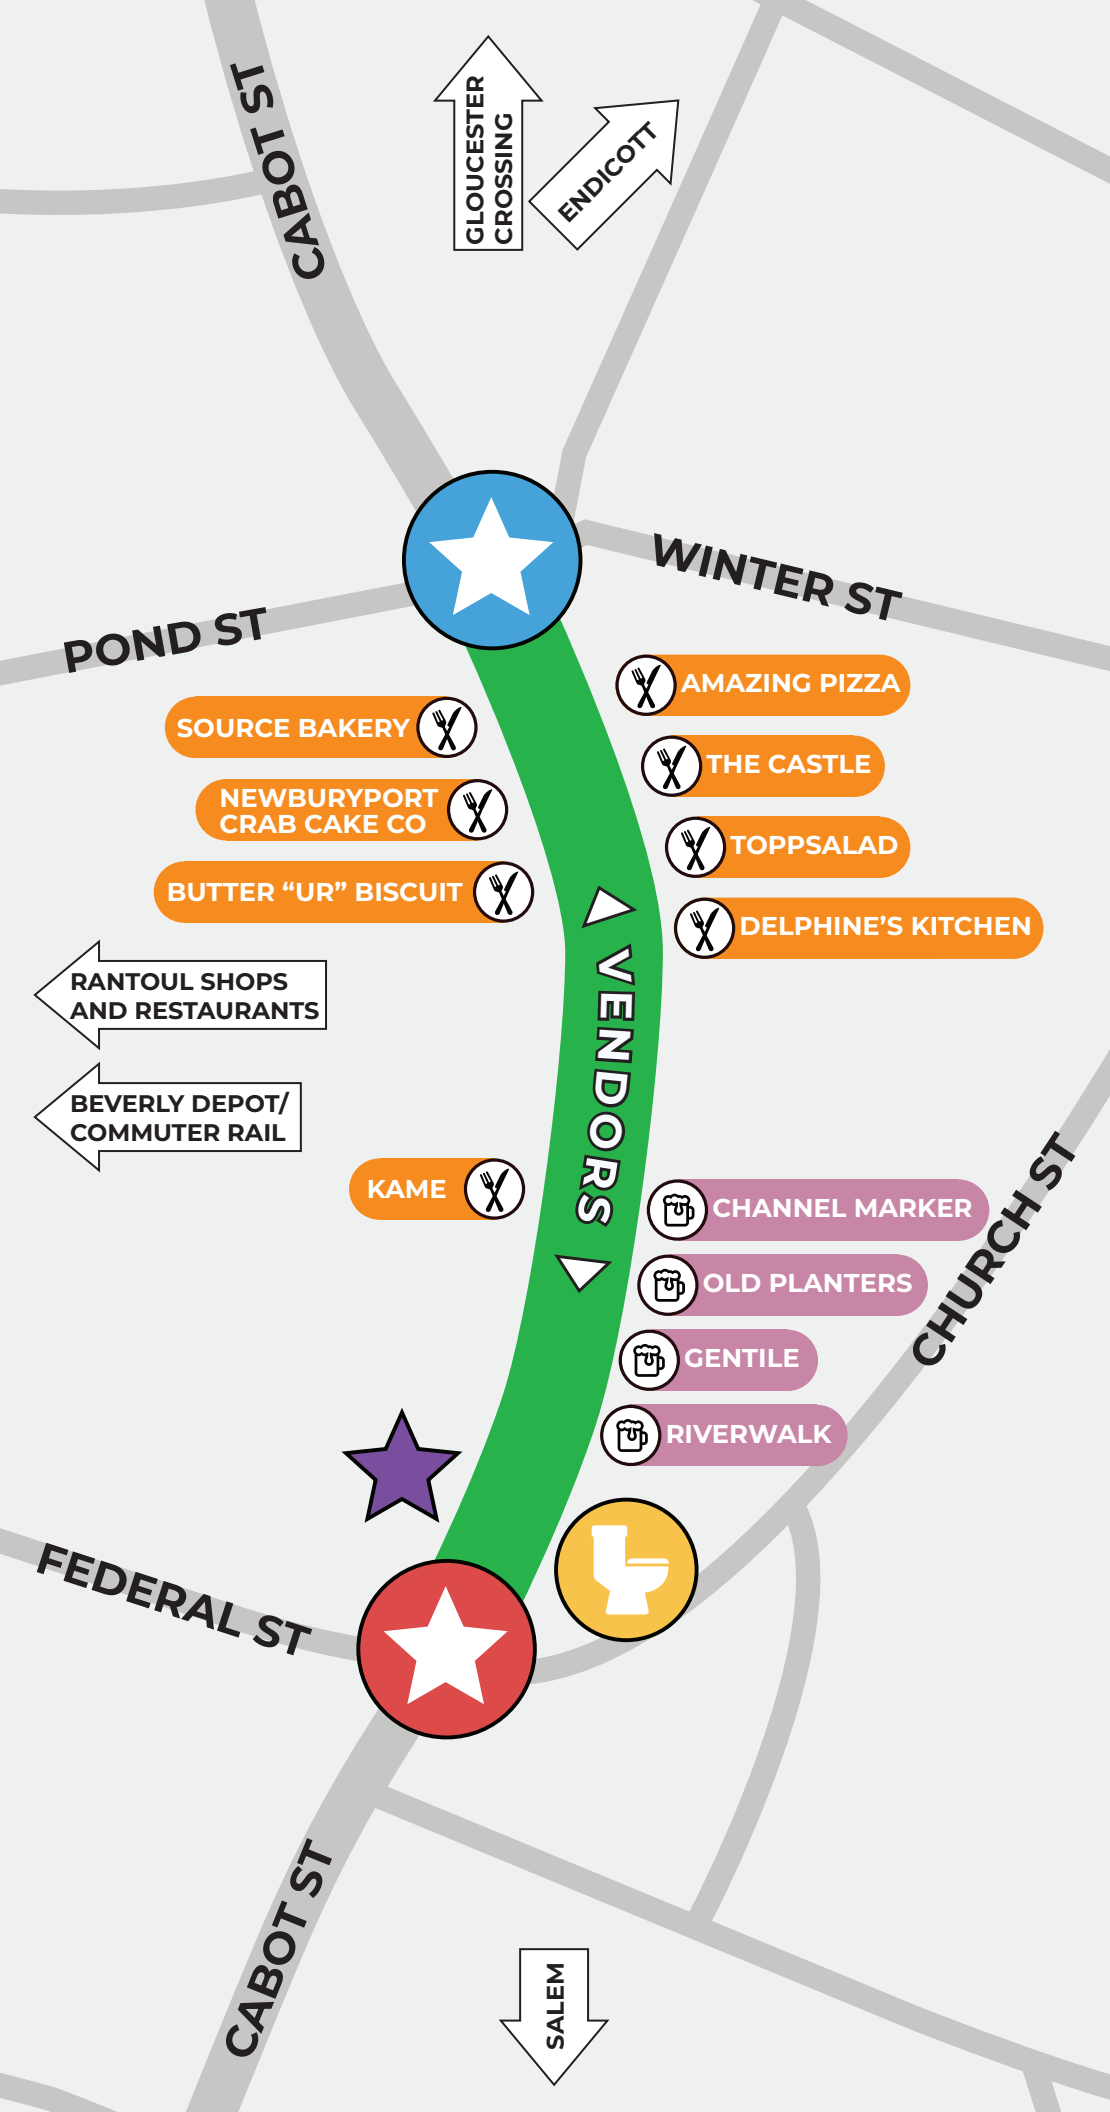 CABOT ST
GLOUCESTER
CROSSING
ENDICOTT
WINTER ST
POND ST
AMAZING PIZZA
SOURCE BAKERY
THE CASTLE
NEWBURYPORT
CRAB CAKE CO
TOPPSALAD
BUTTER “UR” BISCUIT
DELPHINE’S KITCHEN
RANTOUL SHOPS
AND RESTAURANTS
VENDORS
BEVERLY DEPOT/
COMMUTER RAIL
KAME
CHANNEL MARKER
CHURCH ST
OLD PLANTERS
GENTILE
RIVERWALK
FEDERAL ST
CABOT ST
SALEM